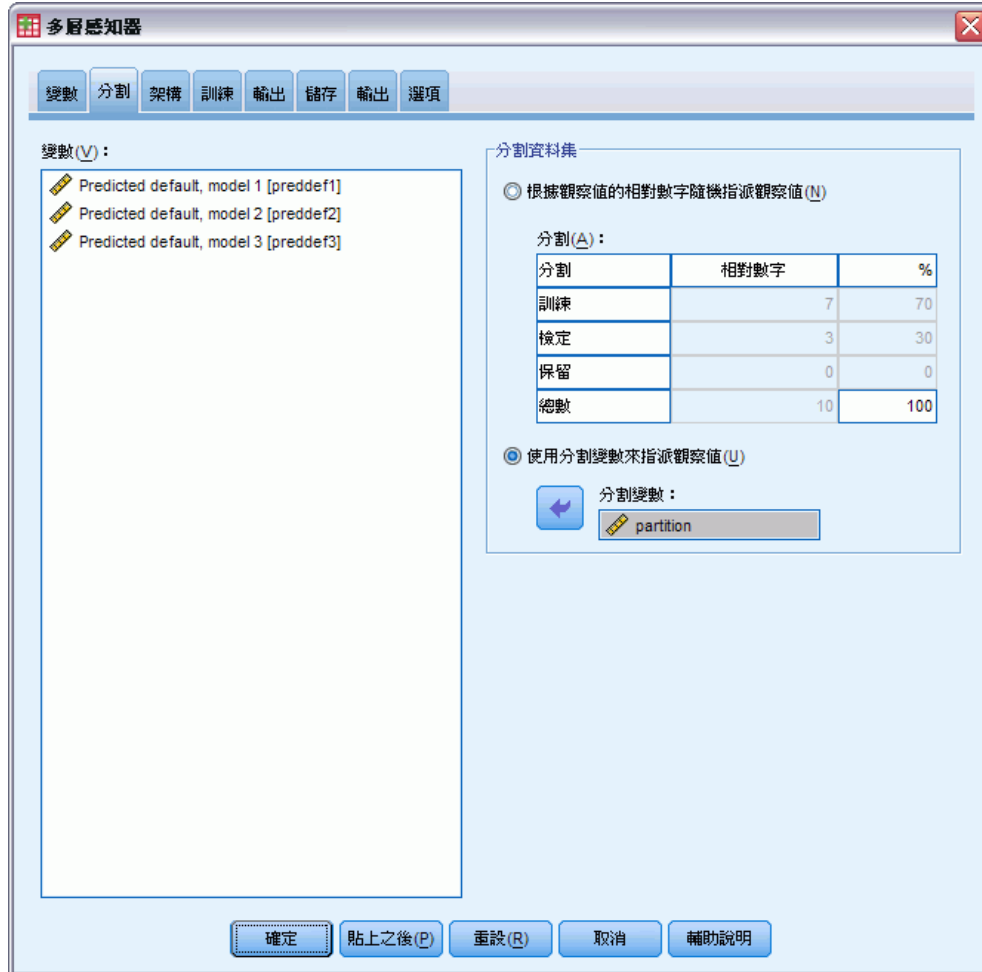 多層感知器
變數 分割 架構 訓練 輸出 儲存 輸出 選項
變數(V):
Predicted default, model 1 [preddef1]
Predicted default, model 2 [preddef2]
Predicted default, model 3 [preddef3]
分割資料集
根據觀察值的相對數字隨機指派觀察值(N)
分割(A):
分割 相對數字 %
訓練 7 70
檢定 3 30
保留 0 0
總數 10 100
使用分割變數來指派觀察值(U)
分割變數:
partition
確定 貼上之後(P) 重設(R) 取消 輔助說明